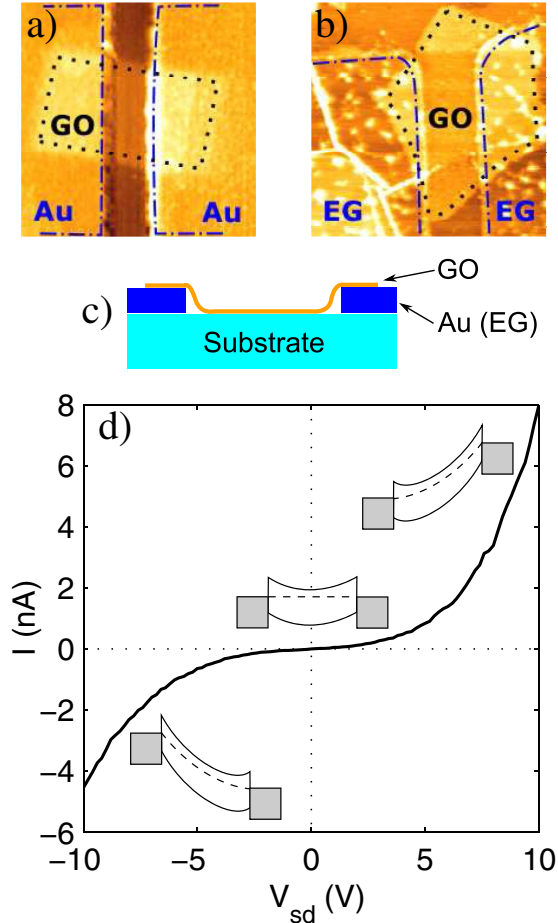 a)
GO
Au
Au
b)
GO
EG
EG
c)
GO
Au (EG)
Substrate
d)
8
6
4
2
0
−2
−4
−6
I (nA)
−10
−5
0
5
10
V_sd (V)